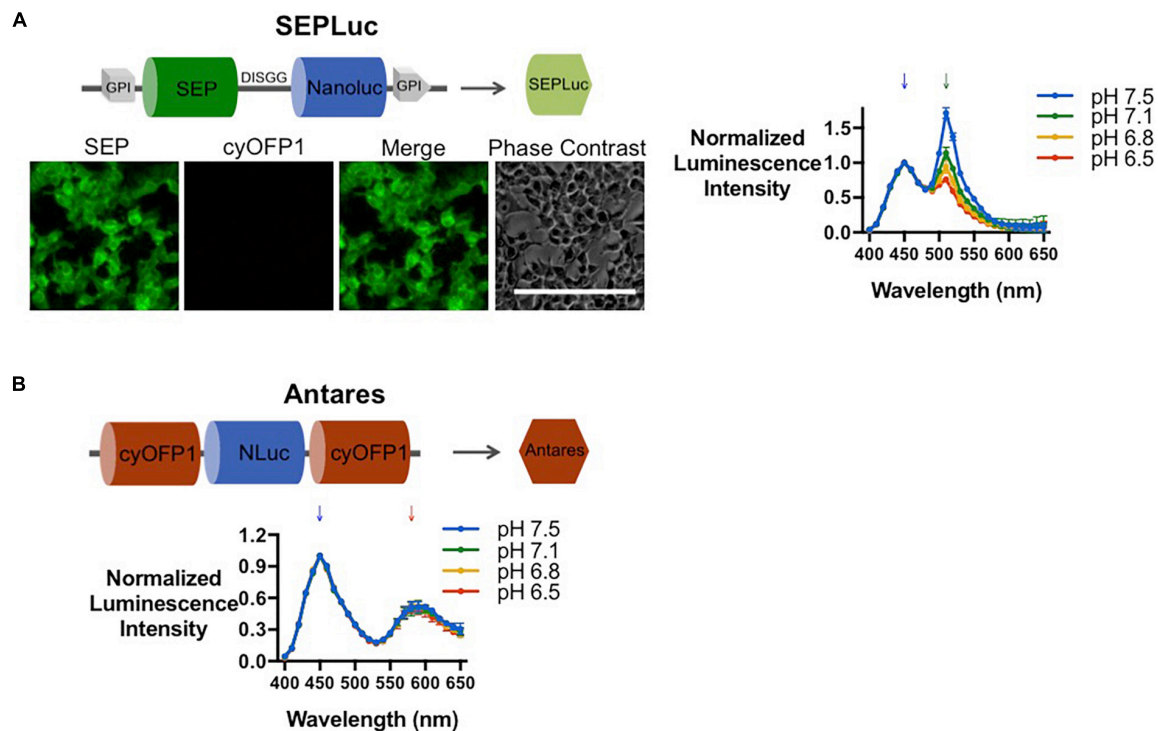 A
SEPLuc
GPI SEP DISGG Nanoluc GPI SEPLuc
SEP cyOFP1 Merge Phase Contrast
Normalized
Luminescence
Intensity
1.5
1.0
0.5
0.0
400 450 500 550 600 650
Wavelength (nm)
pH 7.5
pH 7.1
pH 6.8
pH 6.5
B
Antares
cyOFP1 NLuc cyOFP1 Antares
Normalized
Luminescence
Intensity
1.2
0.9
0.6
0.3
0.0
400 450 500 550 600 650
Wavelength (nm)
pH 7.5
pH 7.1
pH 6.8
pH 6.5